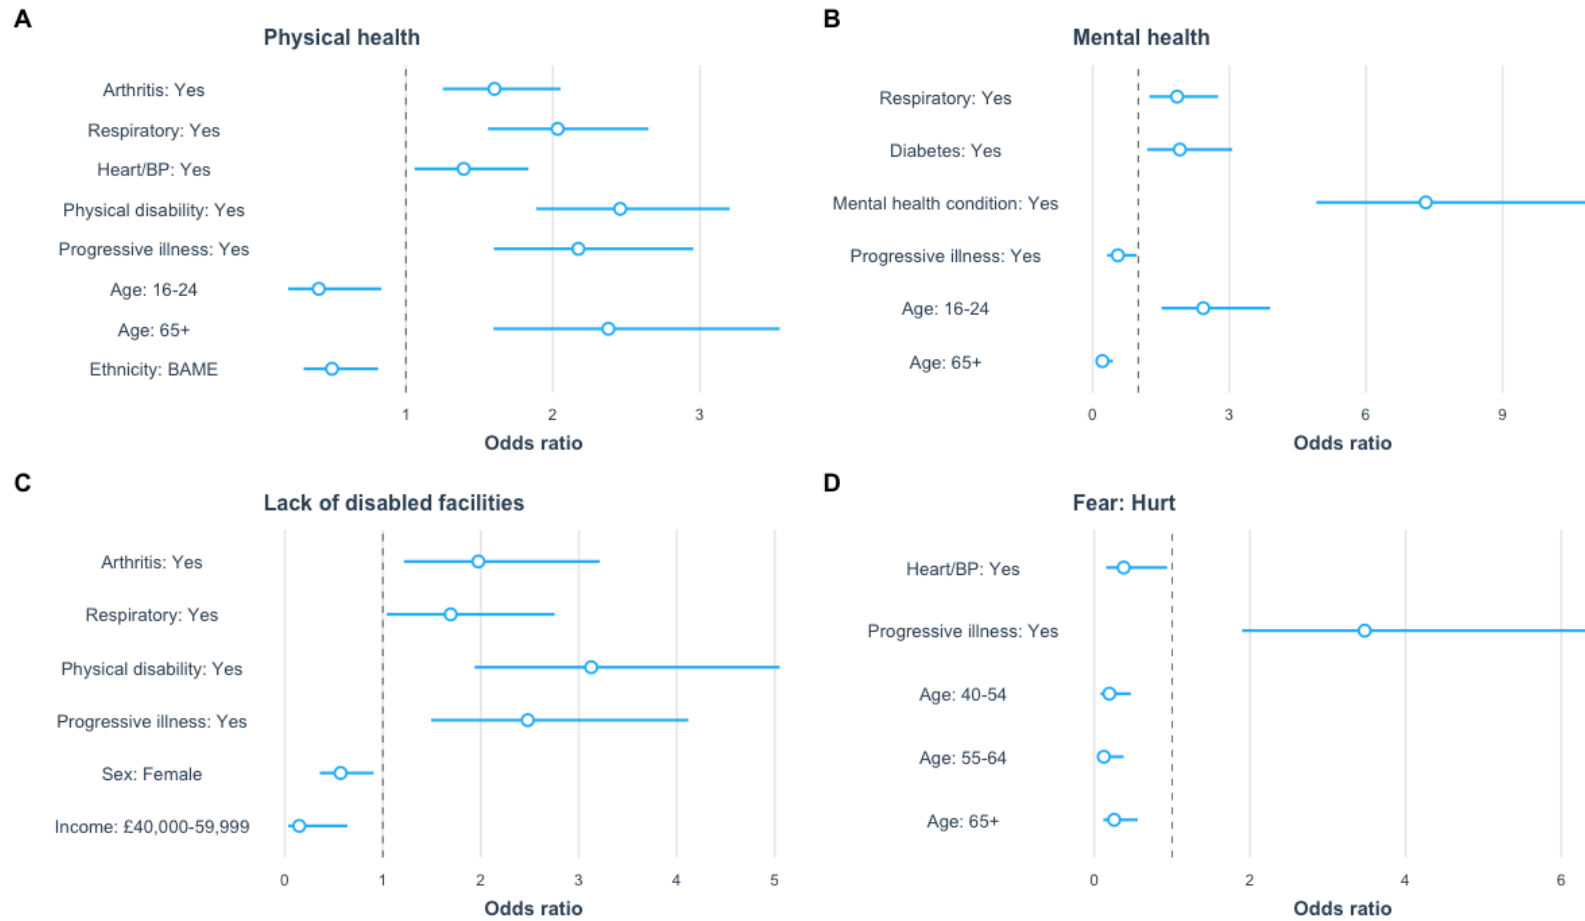 A
Physical health
Arthritis: Yes
Respiratory: Yes
Heart/BP: Yes
Physical disability: Yes
Progressive illness: Yes
Age: 16-24
Age: 65+
Ethnicity: BAME
1 2 3
Odds ratio
B
Mental health
Respiratory: Yes
Diabetes: Yes
Mental health condition: Yes
Progressive illness: Yes
Age: 16-24
Age: 65+
0 3 6 9
Odds ratio
C
Lack of disabled facilities
Arthritis: Yes
Respiratory: Yes
Physical disability: Yes
Progressive illness: Yes
Sex: Female
Income: £40,000-59,999
0 1 2 3 4 5
Odds ratio
D
Fear: Hurt
Heart/BP: Yes
Progressive illness: Yes
Age: 40-54
Age: 55-64
Age: 65+
0 2 4 6
Odds ratio